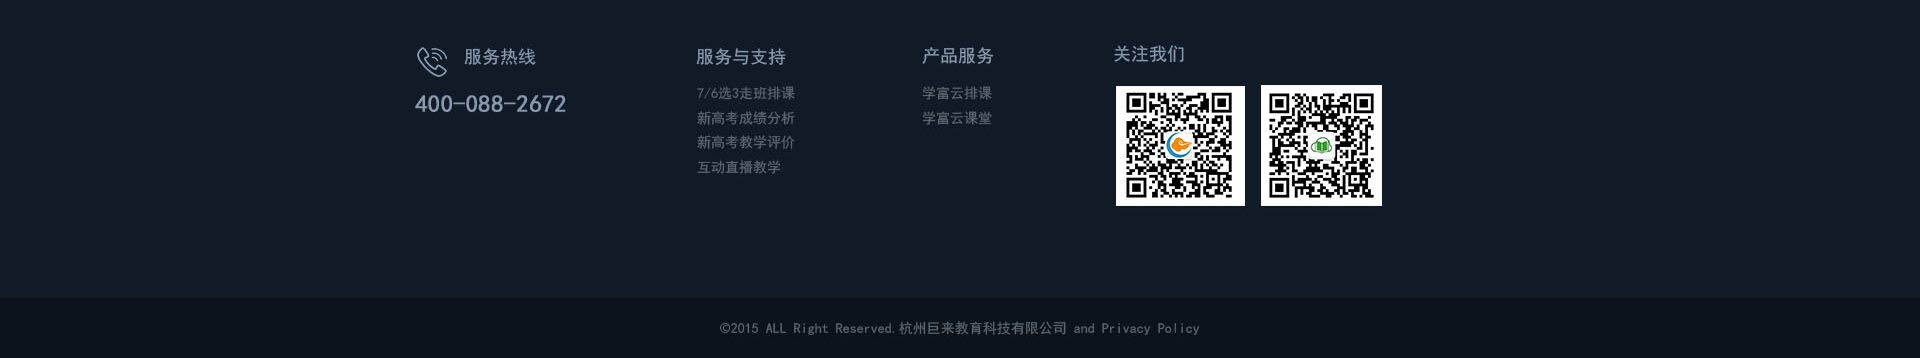 服务热线
400-088-2672
服务与支持
7/6选3走班排课
新高考成绩分析
新高考教学评价
互动直播教学
产品服务
学富云排课
学富云课堂
关注我们
©2015 ALL Right Reserved.杭州巨来教育科技有限公司 and Privacy Policy